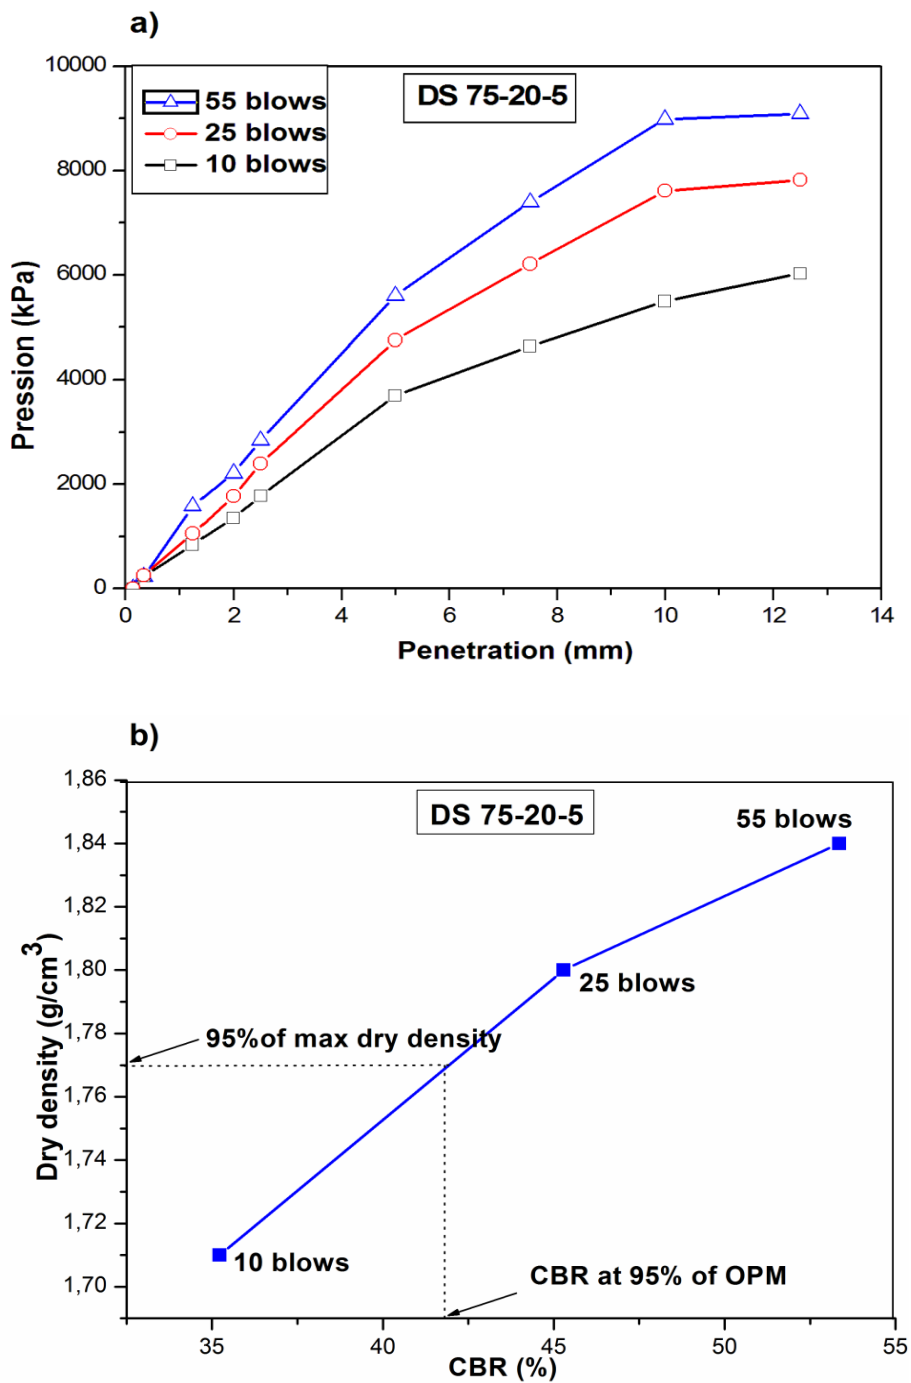 a)
10000
8000
6000
4000
2000
0
Pression (kPa)
55 blows
25 blows
10 blows
DS 75-20-5
0 2 4 6 8 10 12 14
Penetration (mm)
b)
1,86
1,84
1,82
1,80
1,78
1,76
1,74
1,72
1,70
Dry density (g/cm³)
DS 75-20-5
55 blows
25 blows
95%of max dry density
10 blows
CBR at 95% of OPM
35 40 45 50 55
CBR (%)